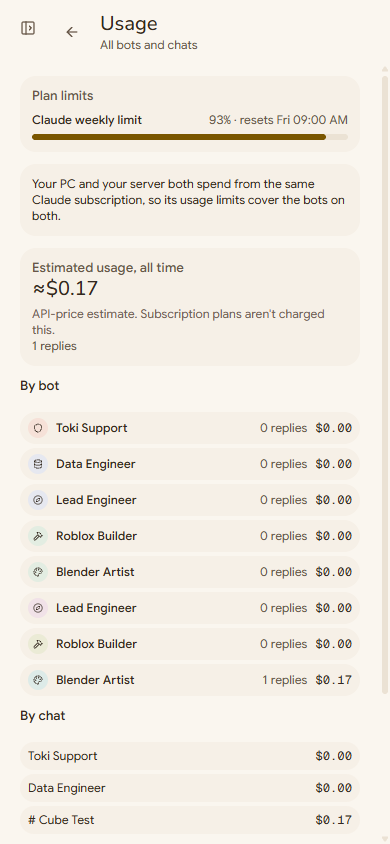 Usage
All bots and chats
Plan limits
Claude weekly limit 93% · resets Fri 09:00 AM
Your PC and your server both spend from the same
Claude subscription, so its usage limits cover the bots on
both.
Estimated usage, all time
≈$0.17
API-price estimate. Subscription plans aren't charged
this.
1 replies
By bot
Toki Support 0 replies $0.00
Data Engineer 0 replies $0.00
Lead Engineer 0 replies $0.00
Roblox Builder 0 replies $0.00
Blender Artist 0 replies $0.00
Lead Engineer 0 replies $0.00
Roblox Builder 0 replies $0.00
Blender Artist 1 replies $0.17
By chat
Toki Support $0.00
Data Engineer $0.00
# Cube Test $0.17